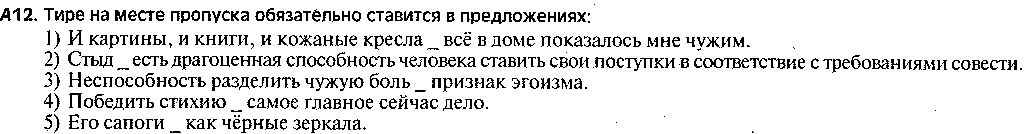 А12. Тире на месте пропуска обязательно ставится в предложениях:
1) И картины, и книги, и кожаные кресла _ всё в доме показалось мне чужим.
2) Стыд _ есть драгоценная способность человека ставить свои поступки в соответствие с требованиями совести.
3) Неспособность разделить чужую боль _ признак эгоизма.
4) Победить стихию _ самое главное сейчас дело.
5) Его сапоги _ как чёрные зеркала.